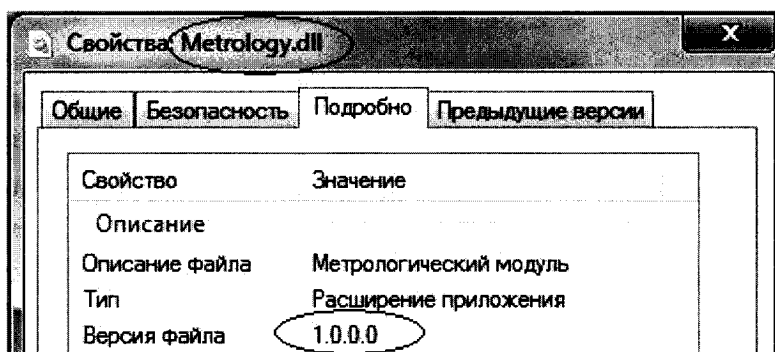 Свойства: Metrology.dll
X
Общие Безопасность Подробно Предыдущие версии
Свойство Значение
Описание
Описание файла Метрологический модуль
Тип Расширение приложения
Версия файла 1.0.0.0